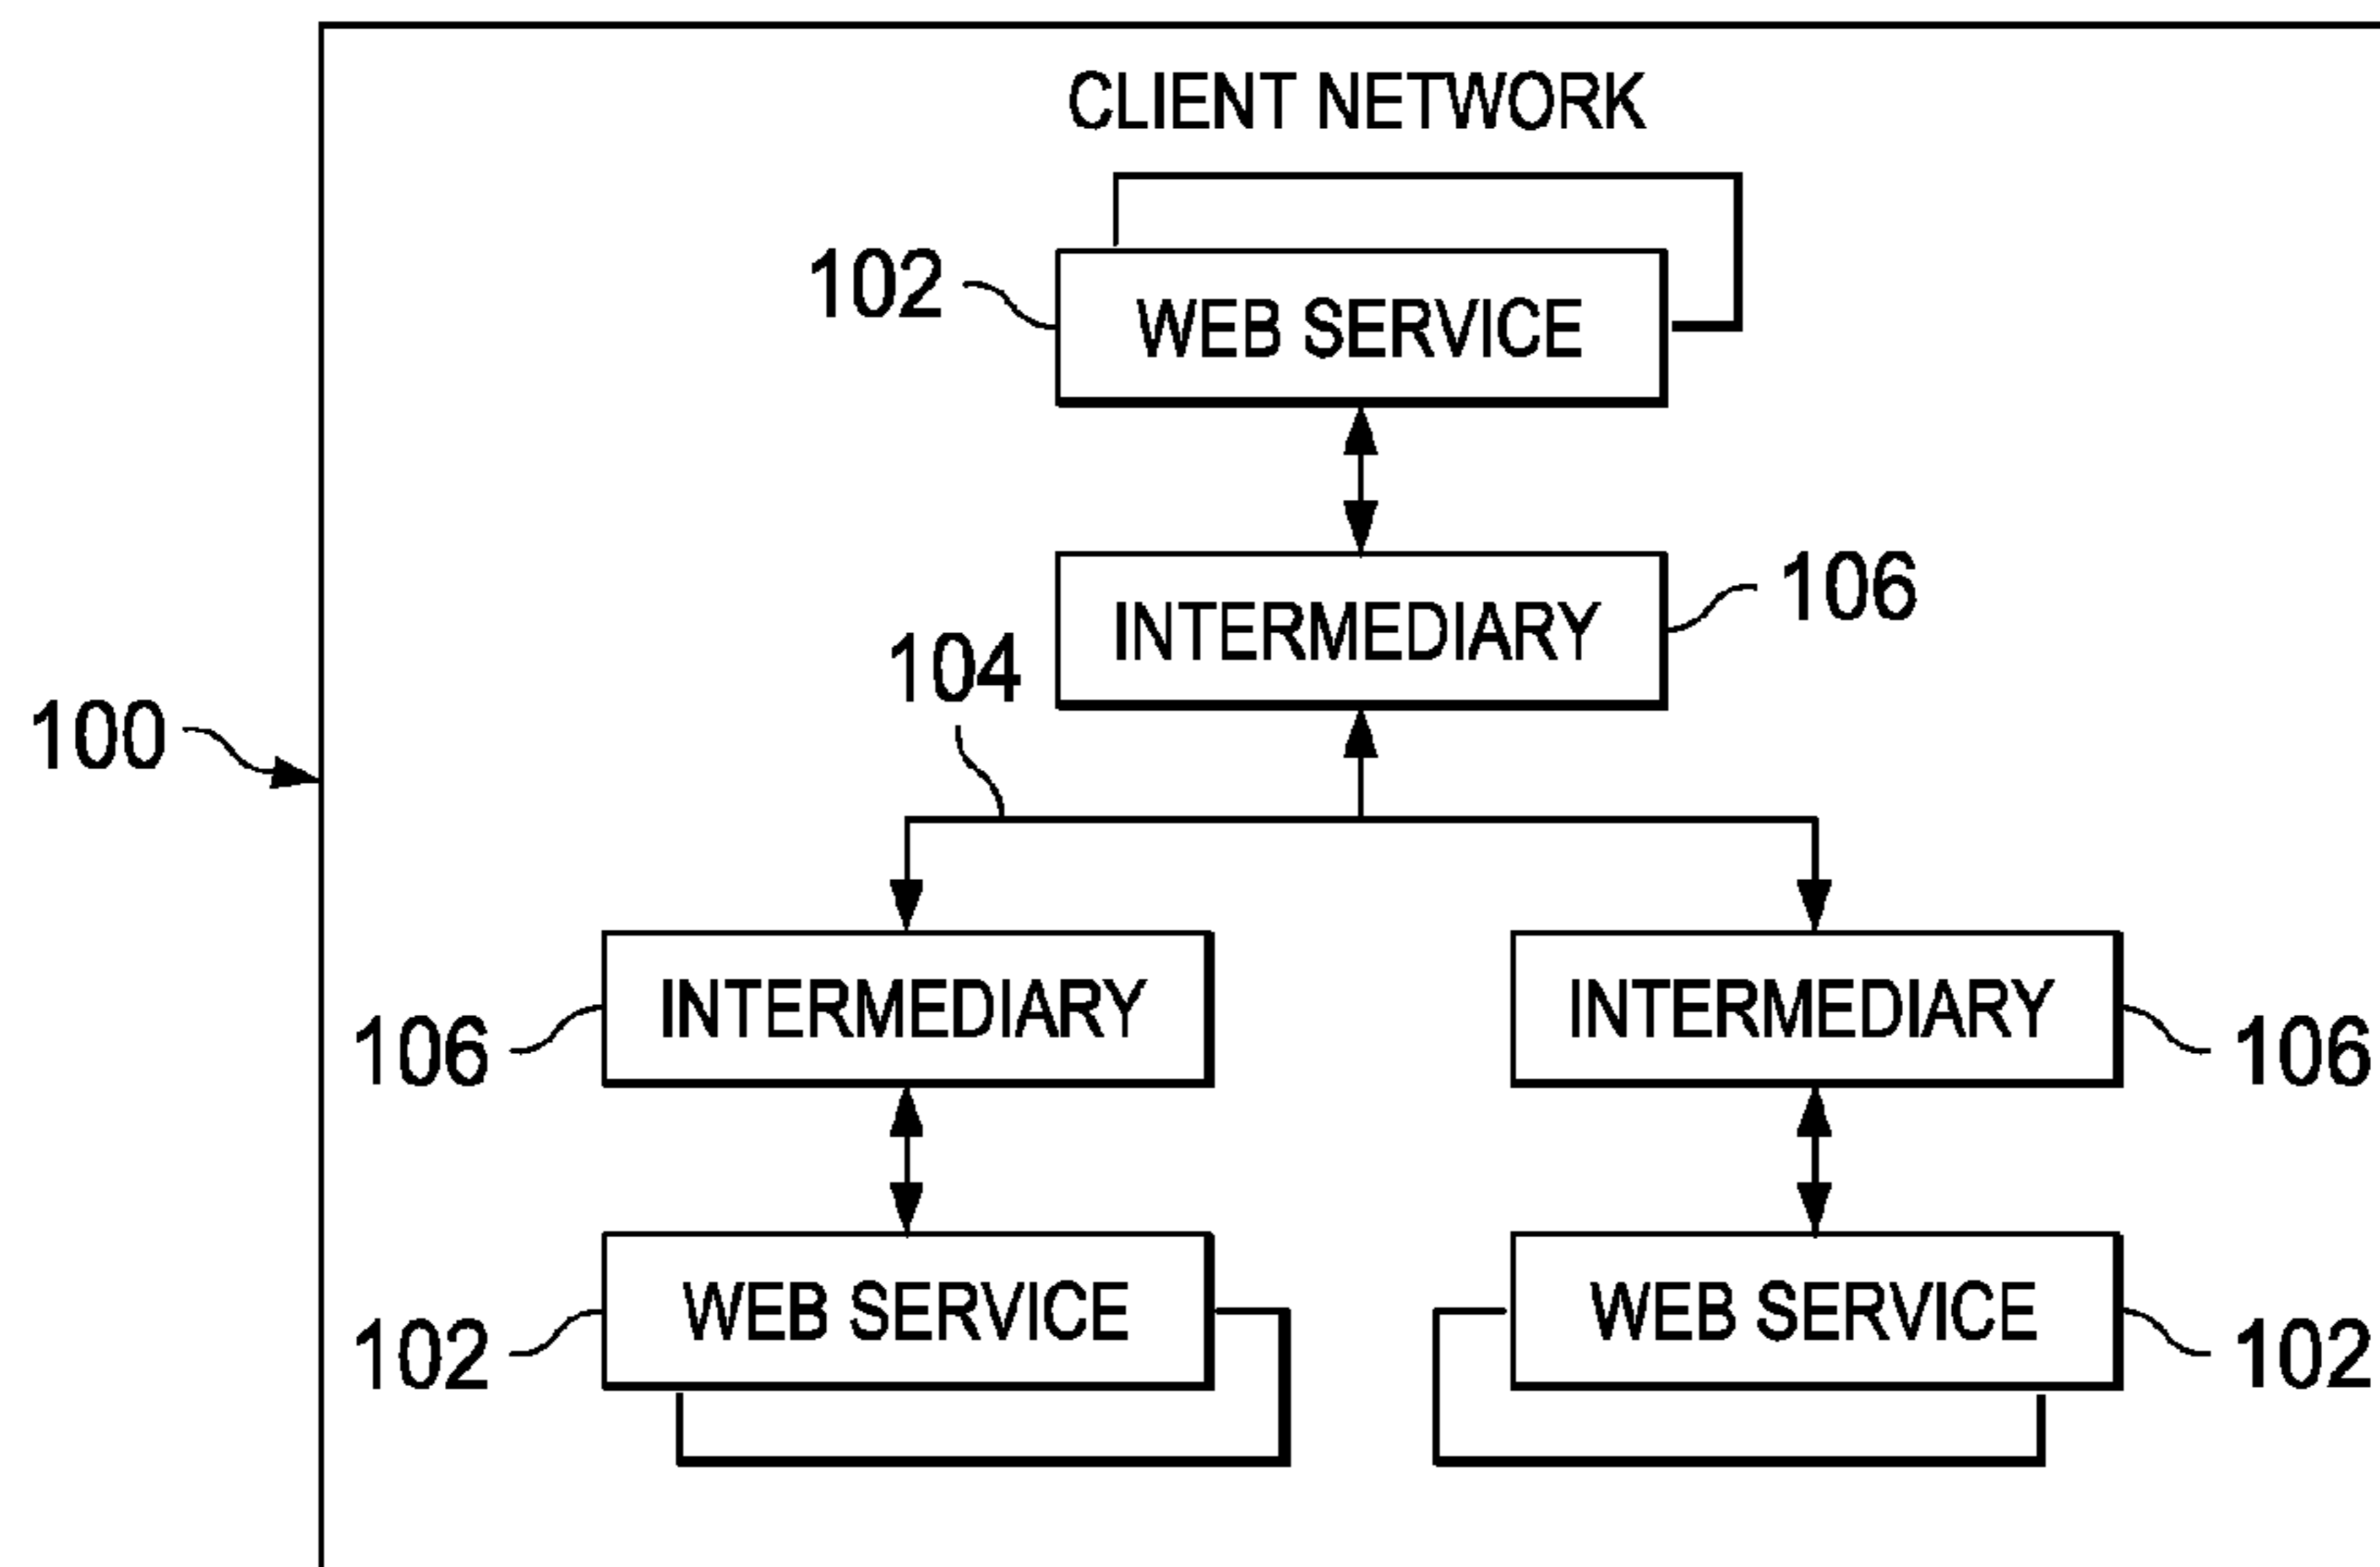 CLIENT NETWORK
102
WEB SERVICE
INTERMEDIARY
106
104
100
106
INTERMEDIARY
INTERMEDIARY
106
102
WEB SERVICE
WEB SERVICE
102